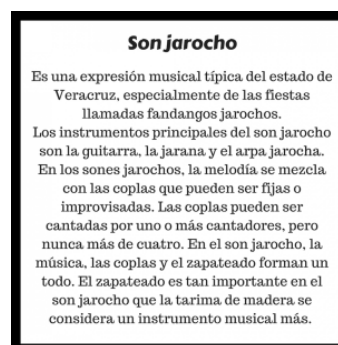 Son jarocho
Es una expresión musical típica del estado de
Veracruz, especialmente de las fiestas
llamadas fandangos jarochos.
Los instrumentos principales del son jarocho
son la guitarra, la jarana y el arpa jarocha.
En los sones jarochos, la melodía se mezcla
con las coplas que pueden ser fijas o
improvisadas. Las coplas pueden ser
cantadas por uno o más cantadores, pero
nunca más de cuatro. En el son jarocho, la
música, las coplas y el zapateado forman un
todo. El zapateado es tan importante en el
son jarocho que la tarima de madera se
considera un instrumento musical más.